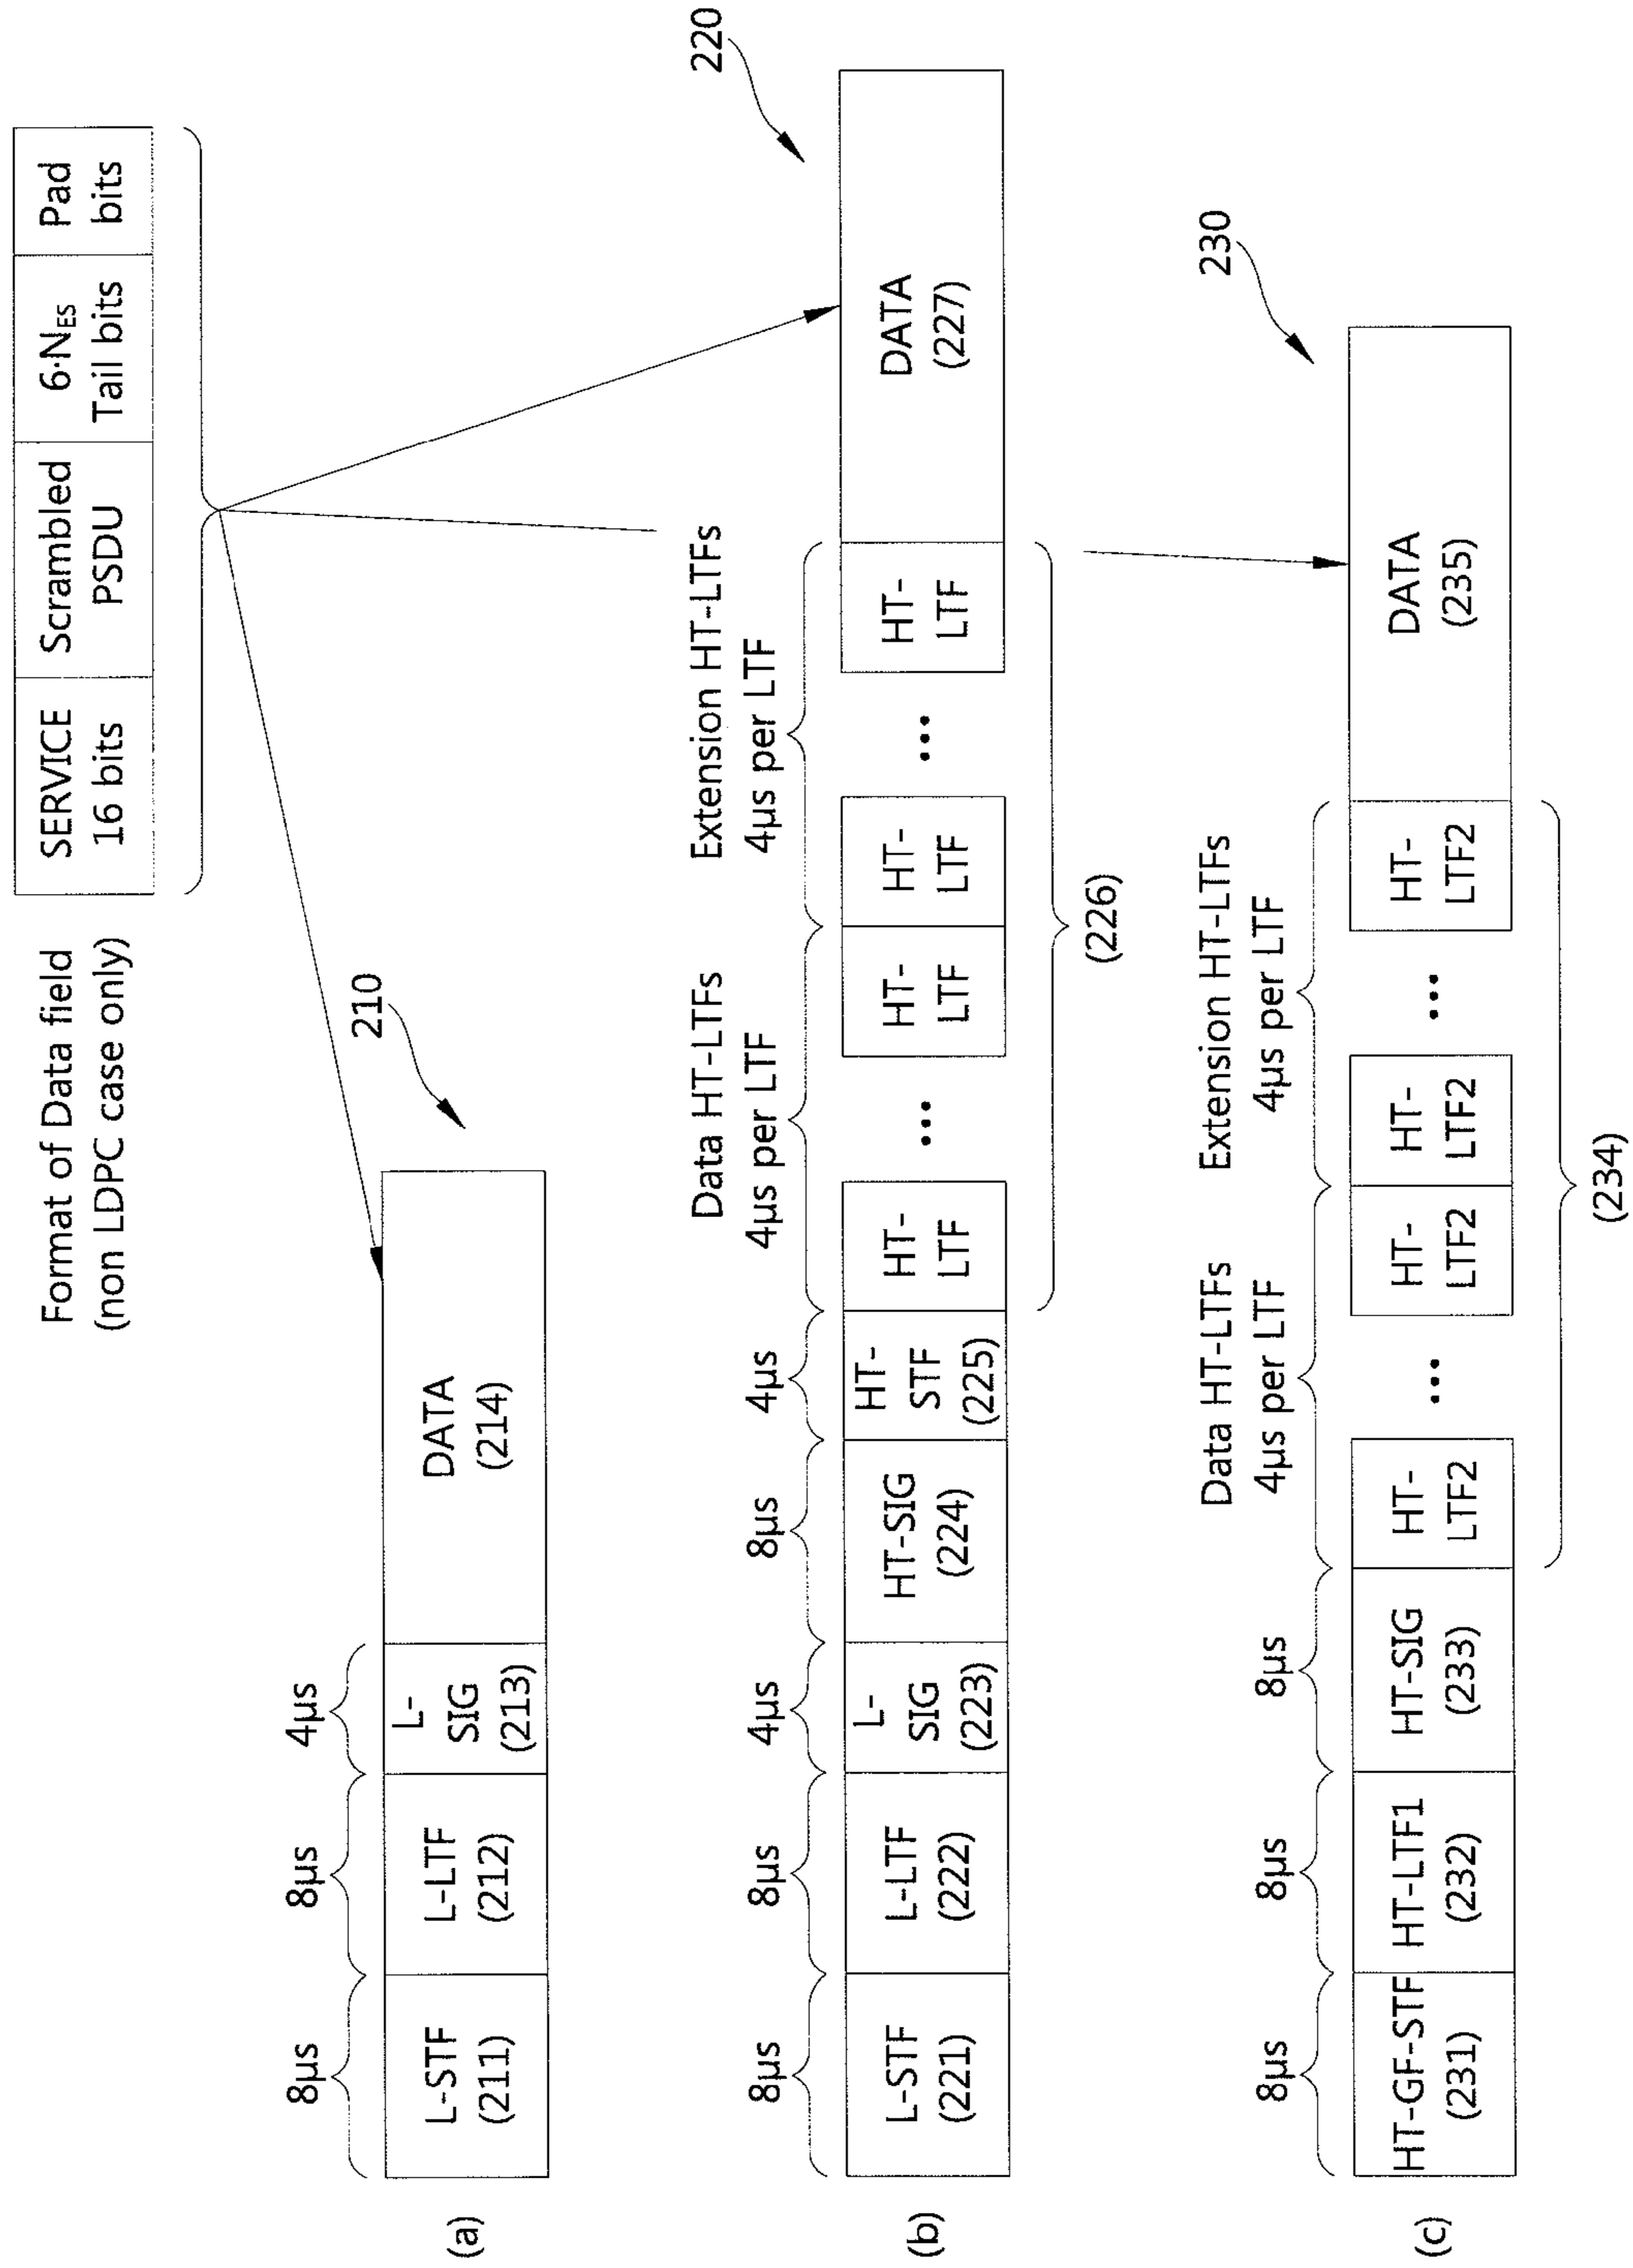 Format of Data field
(non LDPC case only)
SERVICE
16 bits
Scrambled
PSDU
6·NES
Tail bits
Pad
bits
210
(a)
8µs
8µs
4µs
L-STF
(211)
L-LTF
(212)
L-
SIG
(213)
DATA
(214)
220
(b)
8µs
8µs
4µs
8µs
4µs
Data HT-LTFs
4µs per LTF
Extension HT-LTFs
4µs per LTF
L-STF
(221)
L-LTF
(222)
L-
SIG
(223)
HT-SIG
(224)
HT-
STF
(225)
HT-
LTF
...
HT-
LTF
HT-
LTF
...
HT-
LTF
DATA
(227)
(226)
230
(c)
8µs
8µs
8µs
Data HT-LTFs
4µs per LTF
Extension HT-LTFs
4µs per LTF
HT-GF-STF
(231)
HT-LTF1
(232)
HT-SIG
(233)
HT-
LTF2
...
HT-
LTF2
HT-
LTF2
...
HT-
LTF2
DATA
(235)
(234)